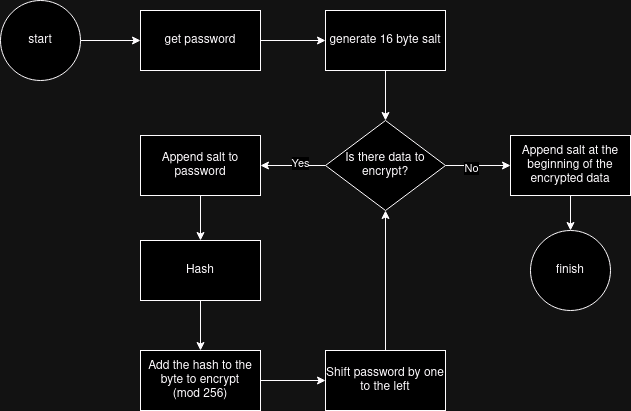 start
get password
generate 16 byte salt
Append salt to
password
Yes
Is there data to
encrypt?
No
Append salt at the
beginning of the
encrypted data
Hash
finish
Add the hash to the
byte to encrypt
(mod 256)
Shift password by one
to the left